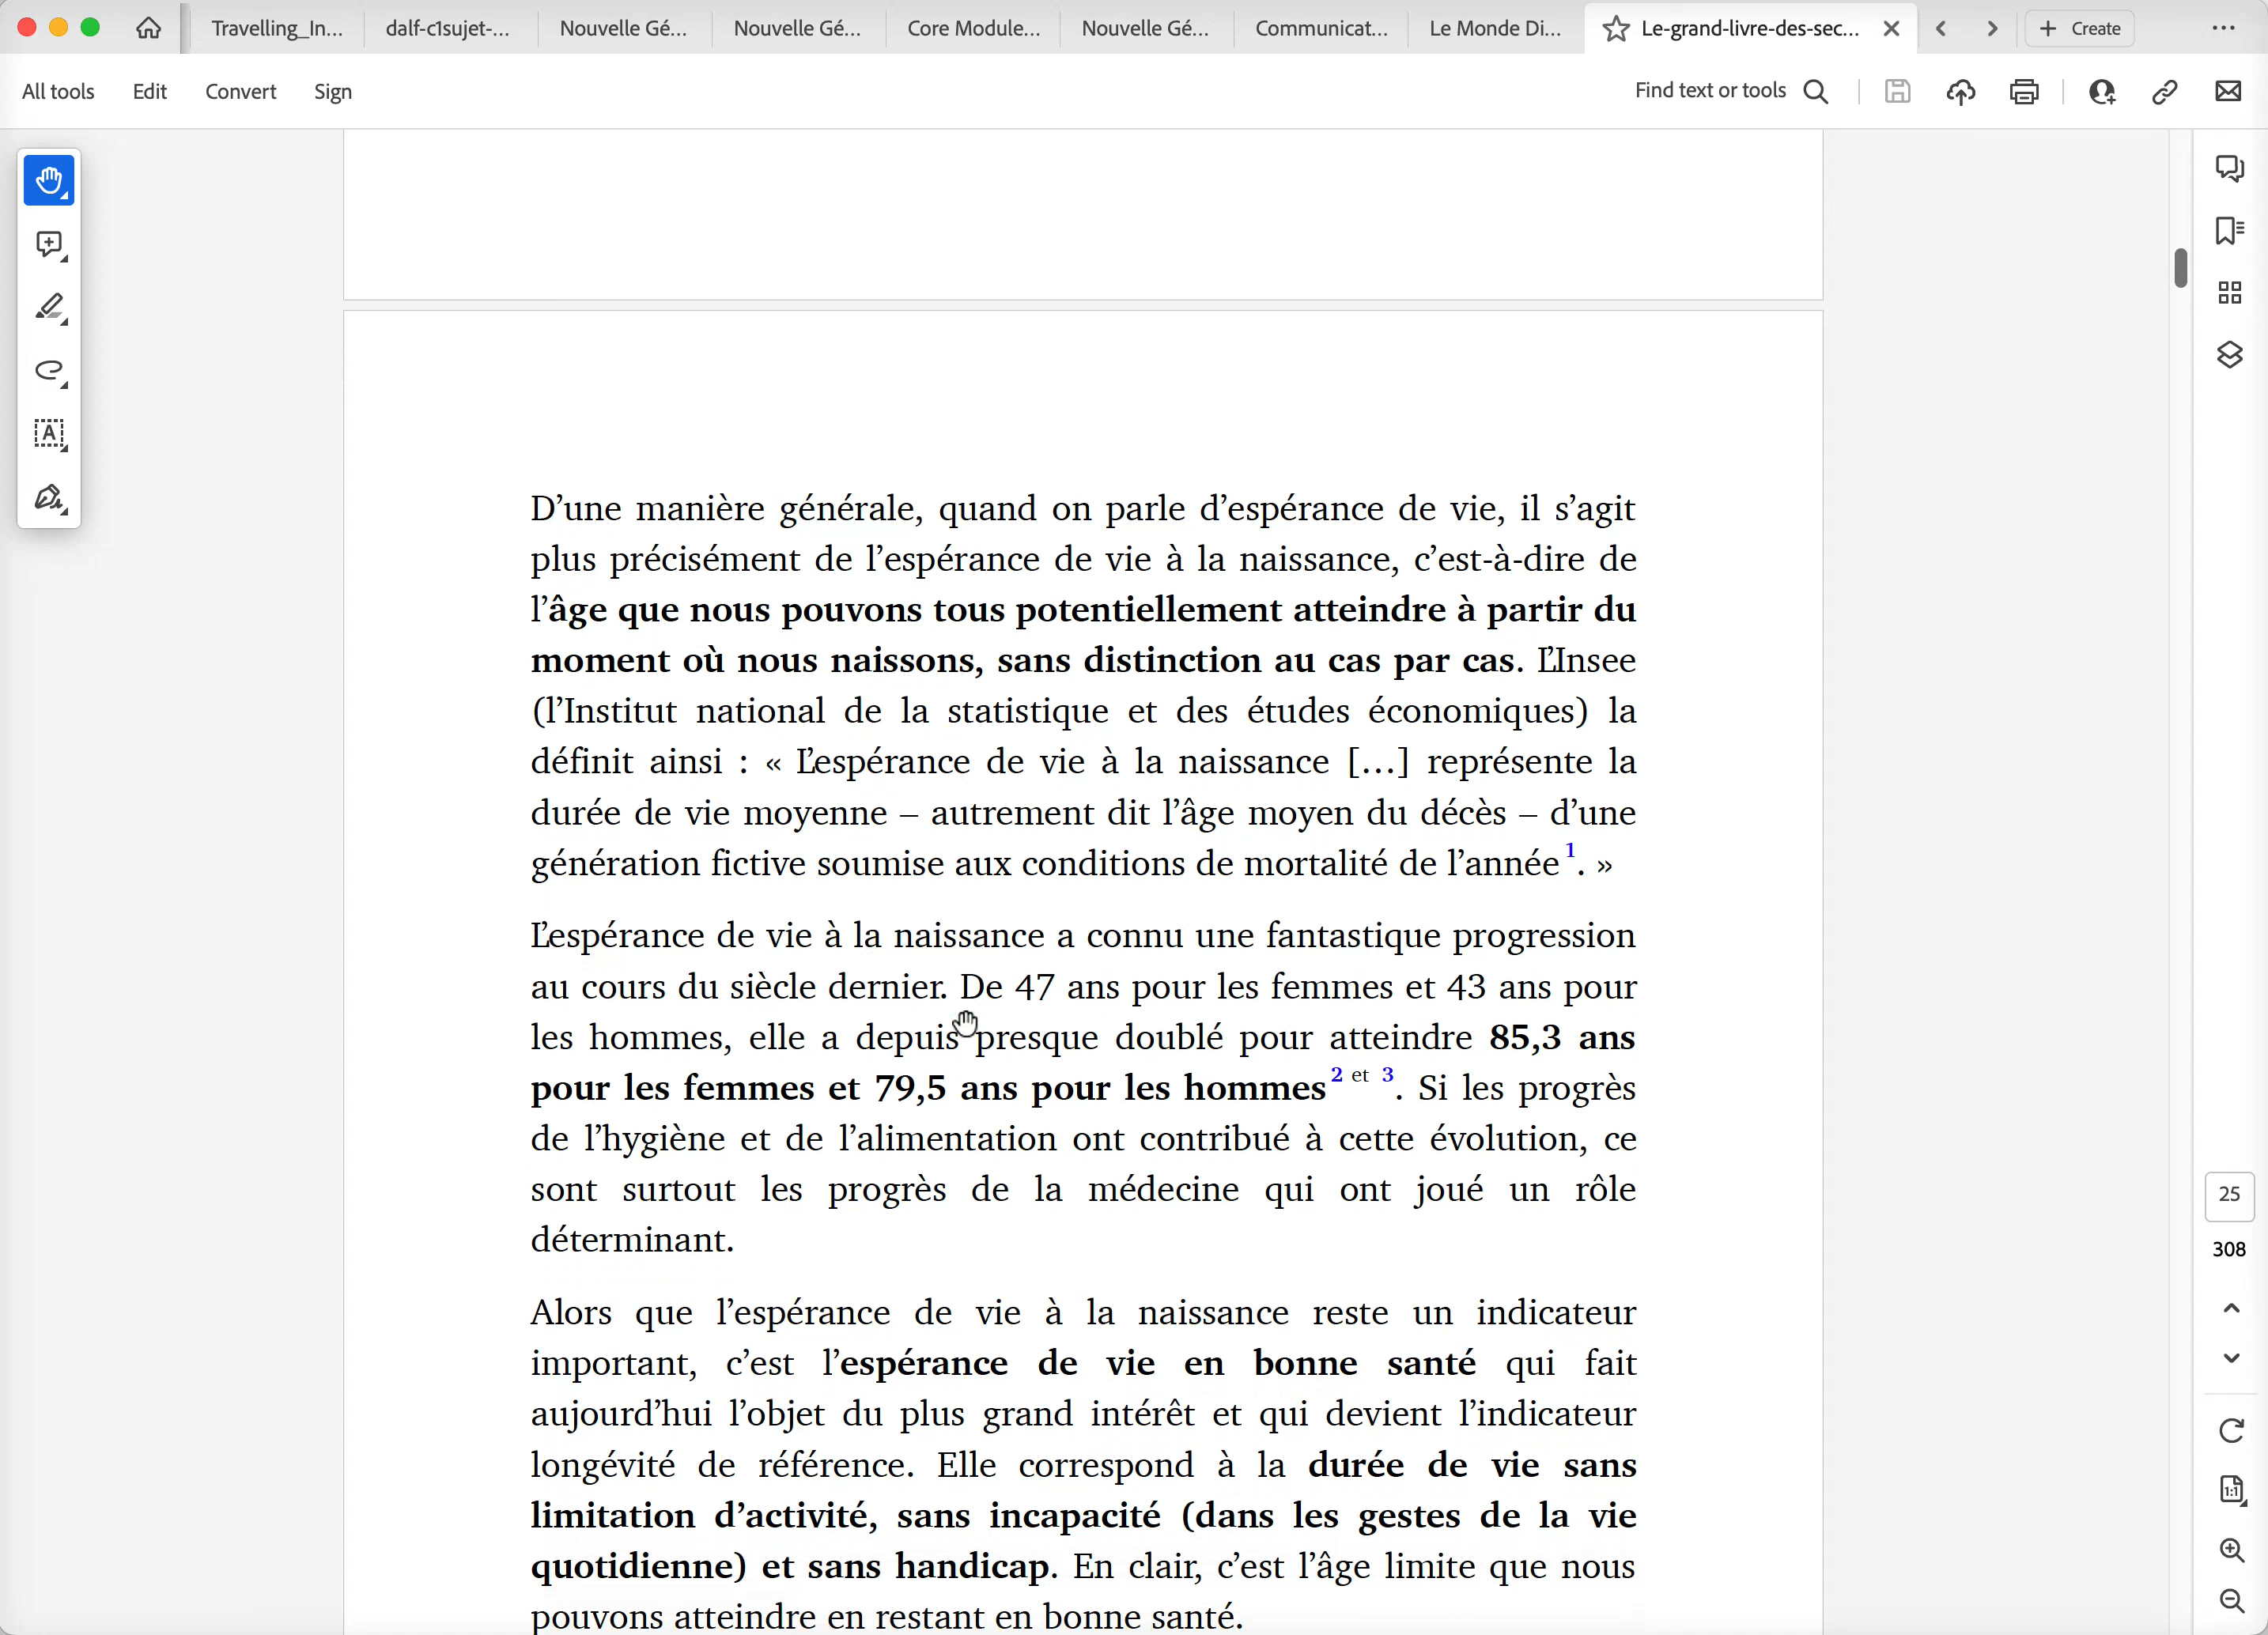 Travelling_In...
dalf-c1sujet-...
Nouvelle Gé...
Nouvelle Gé...
Core Module...
Nouvelle Gé...
Communicat...
Le Monde Di...
Le-grand-livre-des-sec...
Create
All tools
Edit
Convert
Sign
Find text or tools
D’une manière générale, quand on parle d’espérance de vie, il s’agit
plus précisément de l’espérance de vie à la naissance, c’est-à-dire de
l’âge que nous pouvons tous potentiellement atteindre à partir du
moment où nous naissons, sans distinction au cas par cas. L’Insee
(l’Institut national de la statistique et des études économiques) la
définit ainsi : « L’espérance de vie à la naissance […] représente la
durée de vie moyenne – autrement dit l’âge moyen du décès – d’une
génération fictive soumise aux conditions de mortalité de l’année 1. »
L’espérance de vie à la naissance a connu une fantastique progression
au cours du siècle dernier. De 47 ans pour les femmes et 43 ans pour
les hommes, elle a depuis presque doublé pour atteindre 85,3 ans
pour les femmes et 79,5 ans pour les hommes 2 et 3. Si les progrès
de l’hygiène et de l’alimentation ont contribué à cette évolution, ce
sont surtout les progrès de la médecine qui ont joué un rôle
déterminant.
Alors que l’espérance de vie à la naissance reste un indicateur
important, c’est l’espérance de vie en bonne santé qui fait
aujourd’hui l’objet du plus grand intérêt et qui devient l’indicateur
longévité de référence. Elle correspond à la durée de vie sans
limitation d’activité, sans incapacité (dans les gestes de la vie
quotidienne) et sans handicap. En clair, c’est l’âge limite que nous
pouvons atteindre en restant en bonne santé.
25
308
1:1